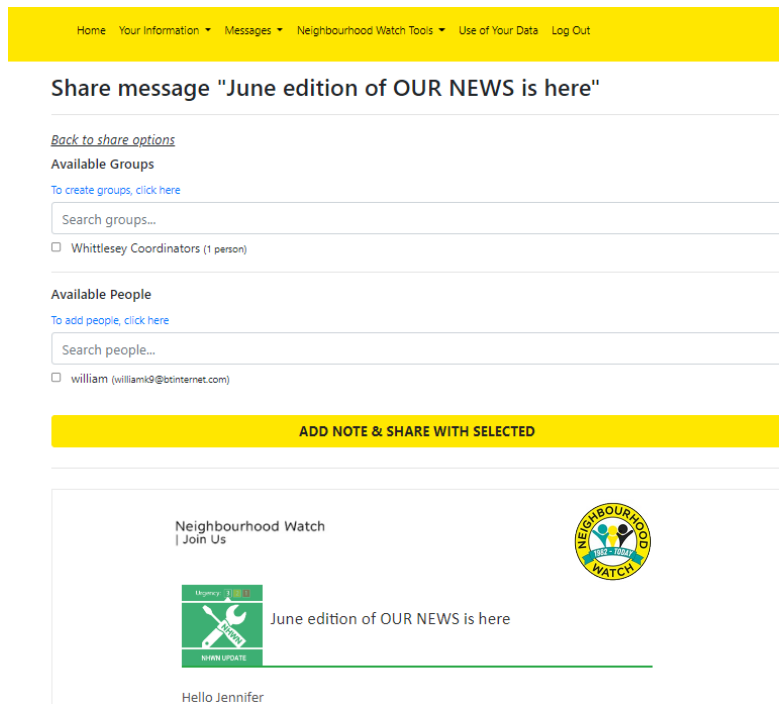 Home Your Information Messages Neighbourhood Watch Tools Use of Your Data Log Out
Share message "June edition of OUR NEWS is here"
Back to share options
Available Groups
To create groups, click here
Search groups...
Whittlesey Coordinators (1 person)
Available People
To add people, click here
Search people...
william (williamk9@btinternet.com)
ADD NOTE & SHARE WITH SELECTED
Neighbourhood Watch
| Join Us
NEIGHBOURHOOD
1982 - TODAY
WATCH
Urgency: 1
NHWN
NHWN UPDATE
June edition of OUR NEWS is here
Hello Jennifer